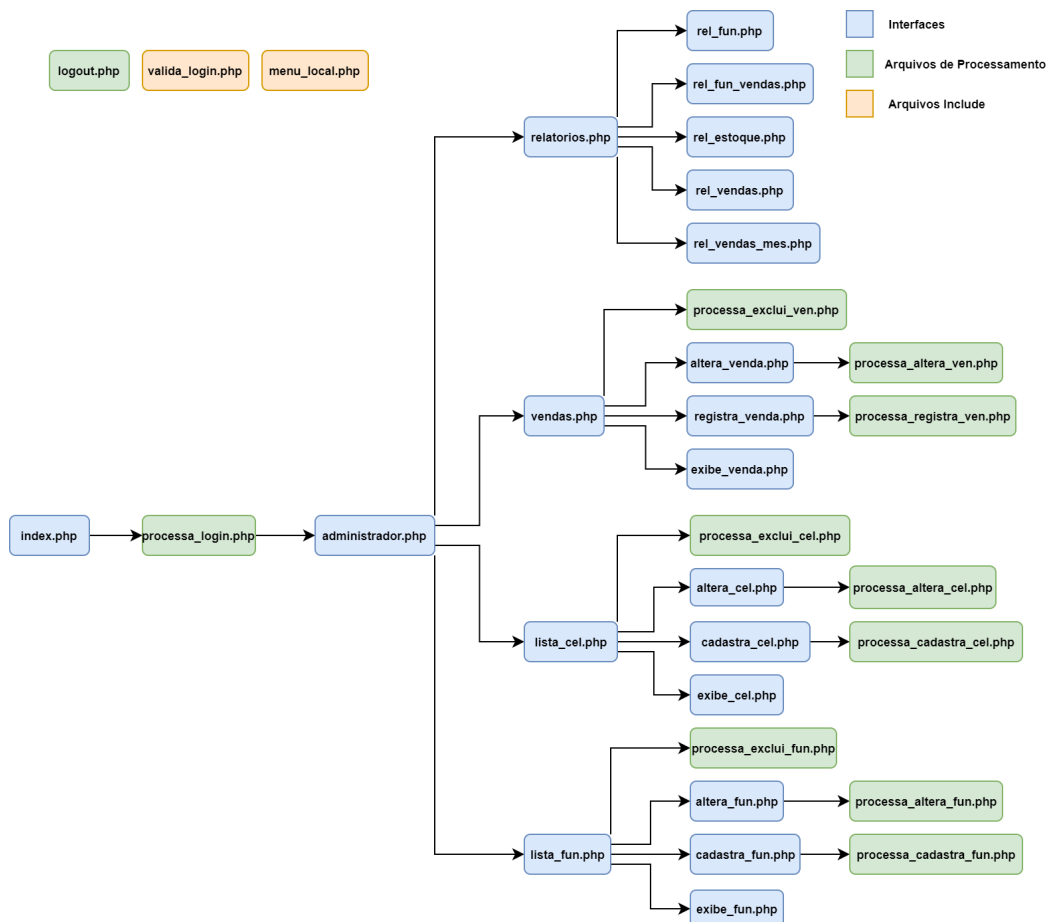 rel_fun.php
Interfaces
logout.php
valida_login.php
menu_local.php
Arquivos de Processamento
rel_fun_vendas.php
Arquivos Include
relatorios.php
rel_estoque.php
rel_vendas.php
rel_vendas_mes.php
processa_exclui_ven.php
altera_venda.php
processa_altera_ven.php
vendas.php
registra_venda.php
processa_registra_ven.php
exibe_venda.php
index.php
processa_login.php
administrador.php
processa_exclui_cel.php
altera_cel.php
processa_altera_cel.php
lista_cel.php
cadastra_cel.php
processa_cadastra_cel.php
exibe_cel.php
processa_exclui_fun.php
altera_fun.php
processa_altera_fun.php
lista_fun.php
cadastra_fun.php
processa_cadastra_fun.php
exibe_fun.php